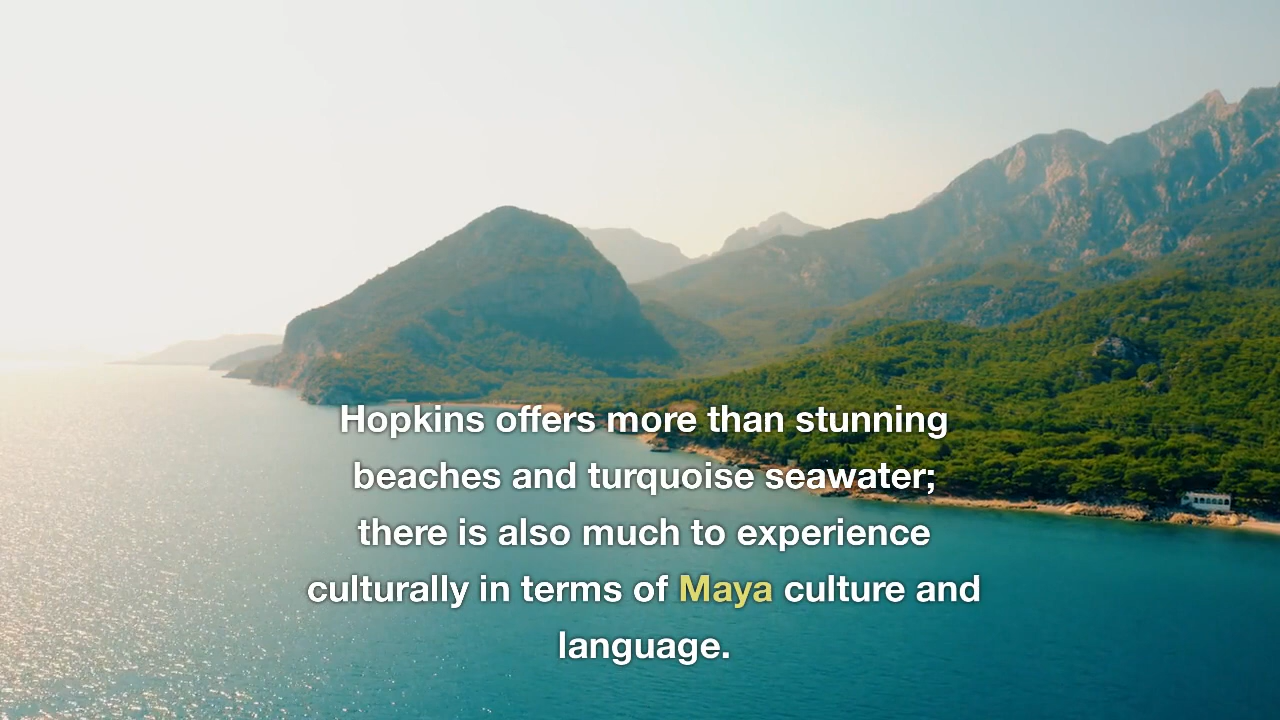 Hopkins offers more than stunning
beaches and turquoise seawater;
there is also much to experience
culturally in terms of Maya culture and
language.